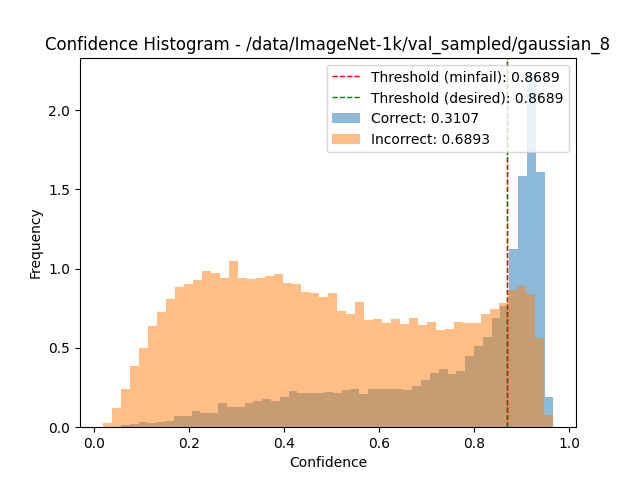 Confidence Histogram - /data/ImageNet-1k/val_sampled/gaussian_8
Threshold (minfail): 0.8689
Threshold (desired): 0.8689
Correct: 0.3107
Incorrect: 0.6893
Frequency
2.0
1.5
1.0
0.5
0.0
0.0 0.2 0.4 0.6 0.8 1.0
Confidence